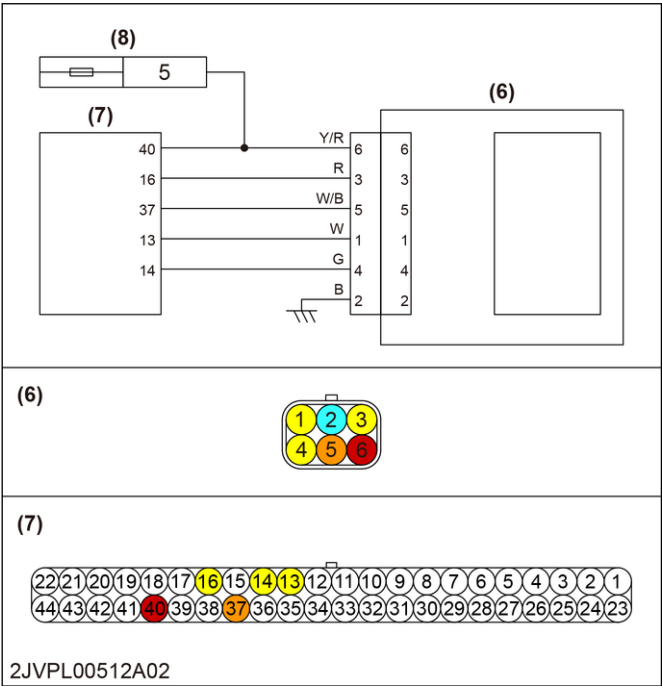 (8)
5
(7)
(6)
40 Y/R 6 6
16 R 3 3
37 W/B 5 5
13 W 1 1
14 G 4 4
B 2 2
(6)
1 2 3
4 5 6
(7)
22 21 20 19 18 17 16 15 14 13 12 11 10 9 8 7 6 5 4 3 2 1
44 43 42 41 40 39 38 37 36 35 34 33 32 31 30 29 28 27 26 25 24 23
2JVPL00512A02